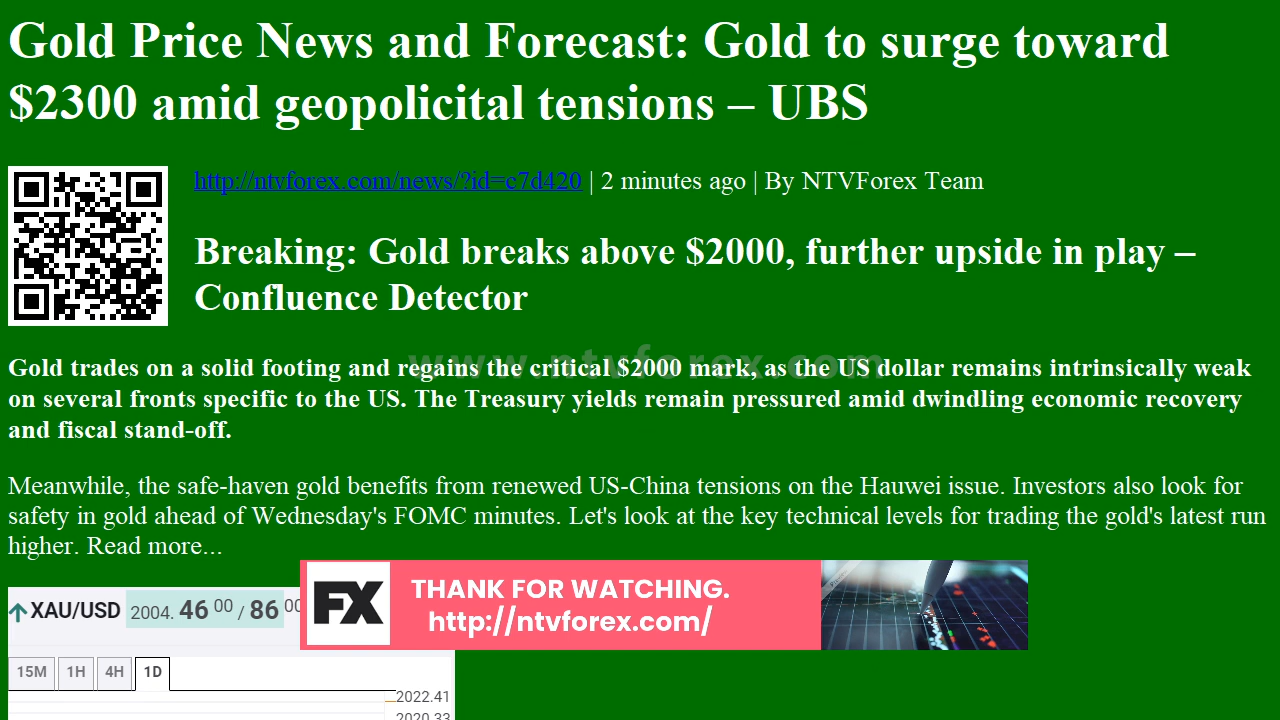 Gold Price News and Forecast: Gold to surge toward
$2300 amid geopolicital tensions – UBS
http://ntvforex.com/news/?id=c7d420 | 2 minutes ago | By NTVForex Team
Breaking: Gold breaks above $2000, further upside in play –
Confluence Detector
www.ntvforex.com
Gold trades on a solid footing and regains the critical $2000 mark, as the US dollar remains intrinsically weak
on several fronts specific to the US. The Treasury yields remain pressured amid dwindling economic recovery
and fiscal stand-off.
Meanwhile, the safe-haven gold benefits from renewed US-China tensions on the Hauwei issue. Investors also look for
safety in gold ahead of Wednesday's FOMC minutes. Let's look at the key technical levels for trading the gold's latest run
higher. Read more...
FX
THANK FOR WATCHING.
http://ntvforex.com/
XAU/USD 2004. 46 00 / 86 00
15M 1H 4H 1D
2022.41
2020.33